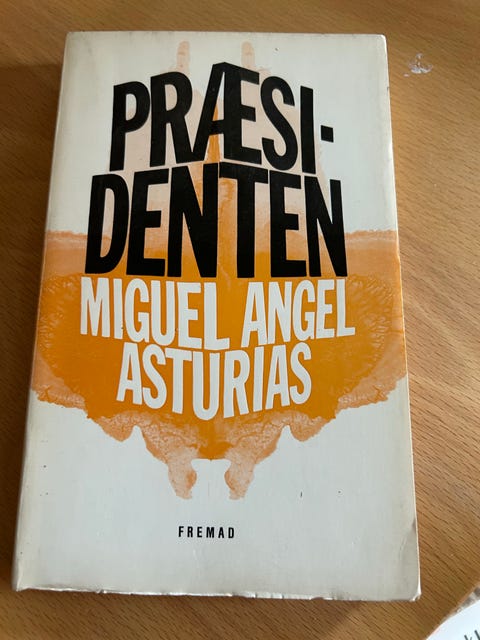 PRÆSI-
DENTEN
MIGUEL ANGEL
ASTURIAS
FREMAD